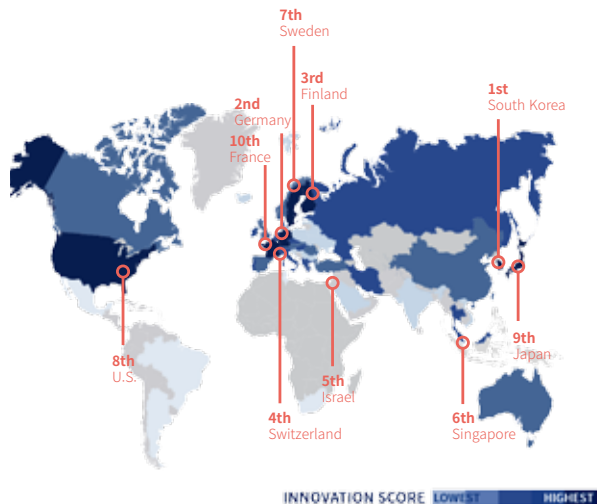 7th
Sweden
3rd
Finland
1st
South Korea
2nd
Germany
10th
France
8th
U.S.
5th
Israel
4th
Switzerland
9th
Japan
6th
Singapore
INNOVATION SCORE LOWEST HIGHEST